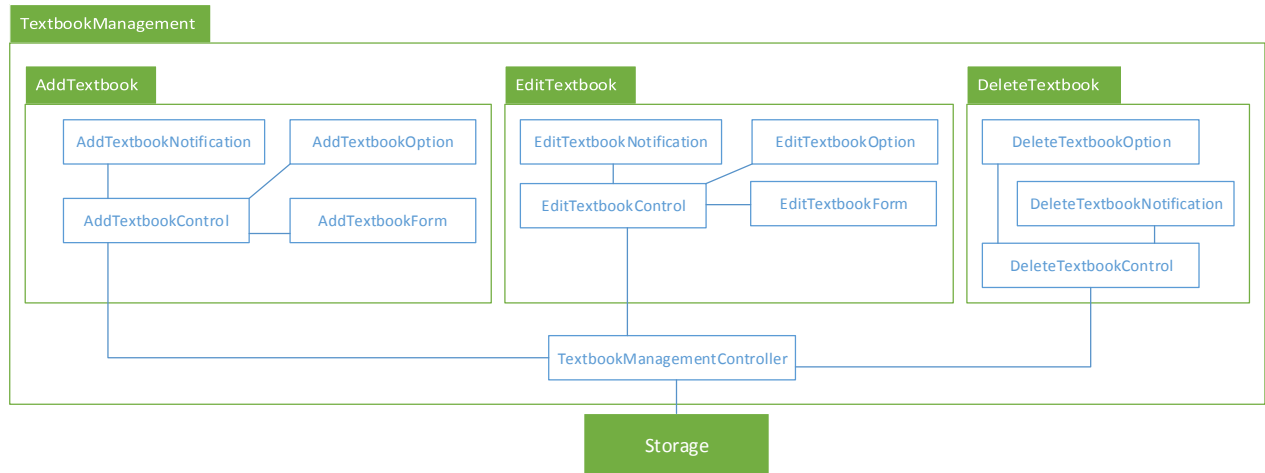 TextbookManagement
AddTextbook
AddTextbookNotification
AddTextbookOption
AddTextbookControl
AddTextbookForm
EditTextbook
EditTextbookNotification
EditTextbookOption
EditTextbookControl
EditTextbookForm
DeleteTextbook
DeleteTextbookOption
DeleteTextbookNotification
DeleteTextbookControl
TextbookManagementController
Storage